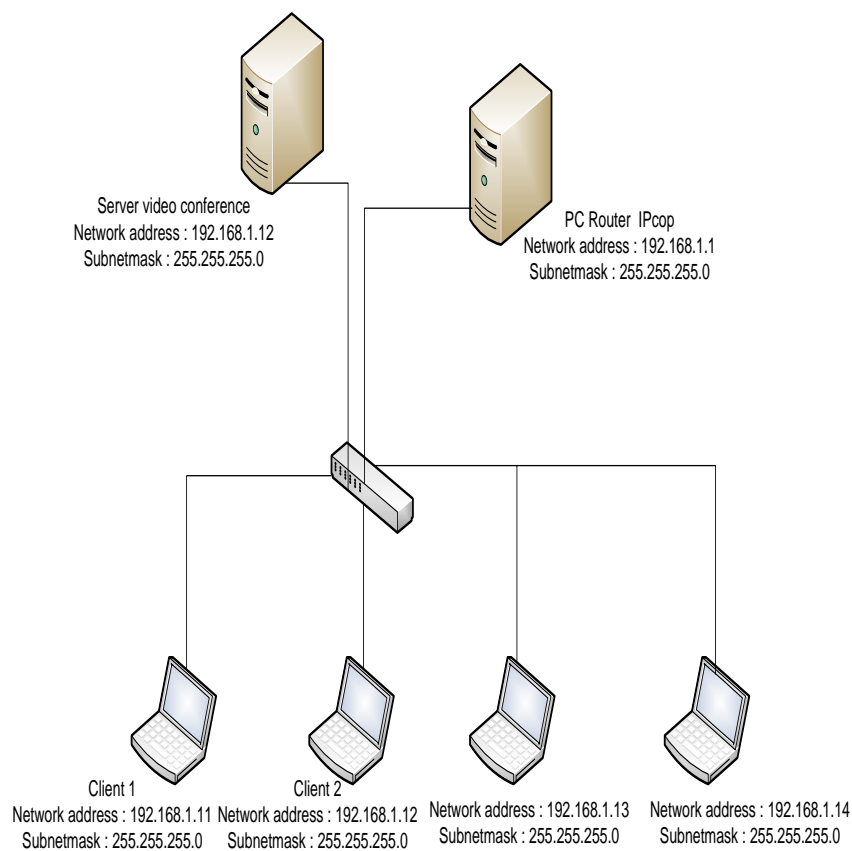 Server video conference
Network address : 192.168.1.12
Subnetmask : 255.255.255.0
PC Router IPcop
Network address : 192.168.1.1
Subnetmask : 255.255.255.0
Client 1
Network address : 192.168.1.11
Subnetmask : 255.255.255.0
Client 2
Network address : 192.168.1.12
Subnetmask : 255.255.255.0
Network address : 192.168.1.13
Subnetmask : 255.255.255.0
Network address : 192.168.1.14
Subnetmask : 255.255.255.0